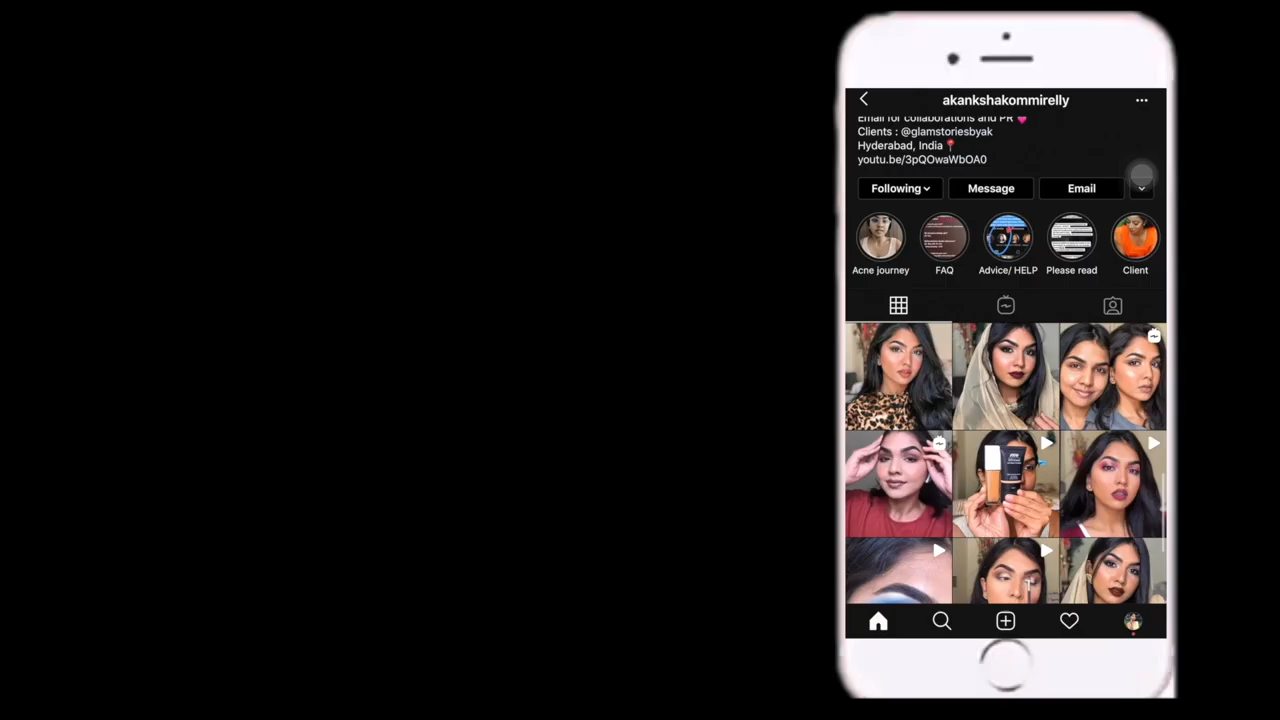 akankshakommirelly
Email for collaborations and PR 💘
Clients : @glamstoriesbyak
Hyderabad, India📍
youtu.be/3pQOwaWbOA0
Following
Message
Email
Acne journey
FAQ
Advice/ HELP
Please read
Client